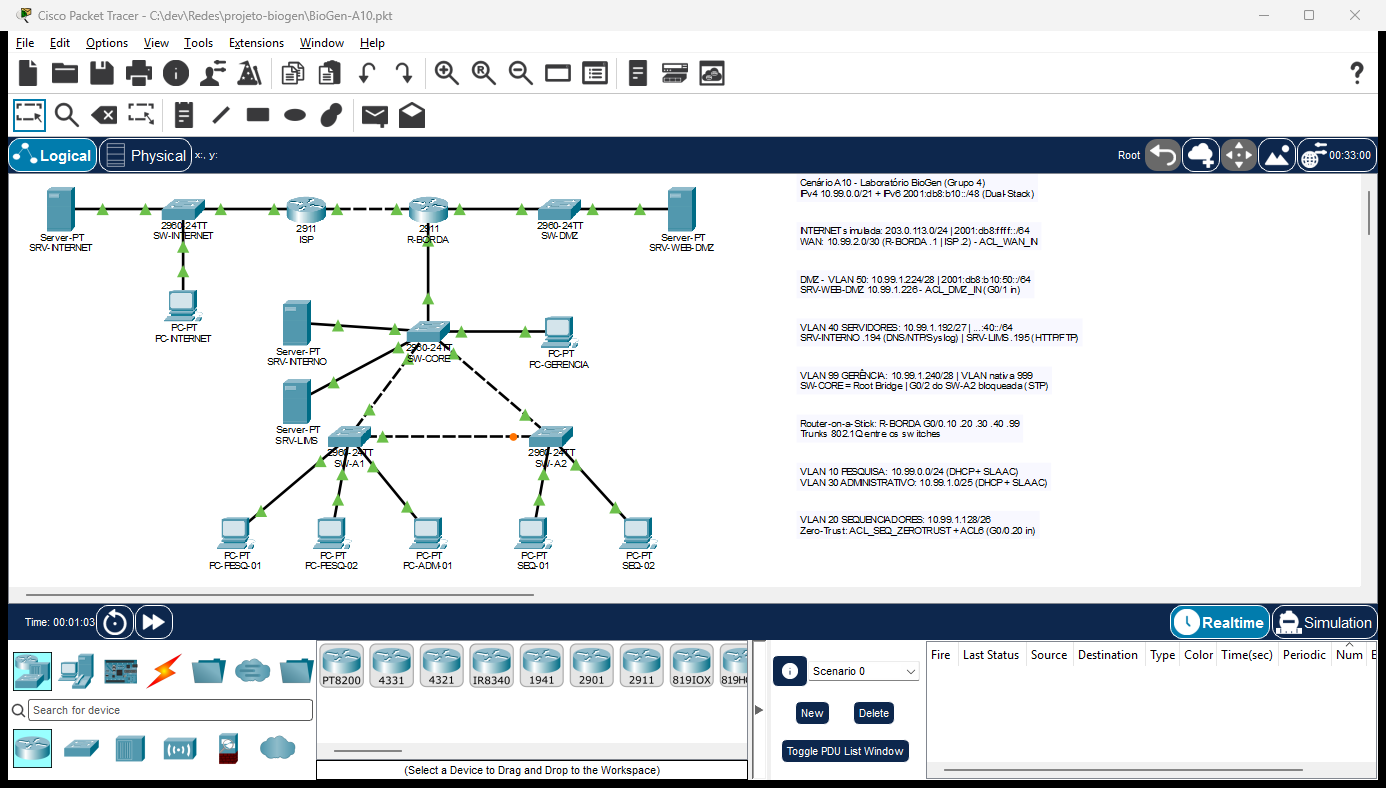 Cisco Packet Tracer - C:\dev\Redes\projeto-biogen\BioGen-A10.pkt
File Edit Options View Tools Extensions Window Help
?
Logical Physical x:, y: Root 00:33:00
Server-PT
SRV-INTERNET
2960-24TT
SW-INTERNET
2911
ISP
2911
R-BORDA
2960-24TT
SW-DMZ
Server-PT
SRV-WEB-DMZ
PC-PT
PC-INTERNET
Server-PT
SRV-INTERNO
2960-24TT
SW-CORE
PC-PT
PC-GERENCIA
Server-PT
SRV-LIMS
2960-24TT
SW-A1
2960-24TT
SW-A2
PC-PT
PC-PESQ-01
PC-PT
PC-PESQ-02
PC-PT
PC-ADM-01
PC-PT
SEQ-01
PC-PT
SEQ-02
Cenário A10 - Laboratório BioGen (Grupo 4)
IPv4 10.99.0.0/21 + IPv6 2001:db8:b10::/48 (Dual-Stack)
INTERNET simulada: 203.0.113.0/24 | 2001:db8:ffff::/64
WAN: 10.99.2.0/30 (R-BORDA .1 | ISP .2) - ACL_WAN_IN
DMZ - VLAN 50: 10.99.1.224/28 | 2001:db8:b10:50::/64
SRV-WEB-DMZ 10.99.1.226 - ACL_DMZ_IN (G0/1 in)
VLAN 40 SERVIDORES: 10.99.1.192/27 | ...:40::/64
SRV-INTERNO .194 (DNS/NTP/Syslog) | SRV-LIMS .195 (HTTP/FTP)
VLAN 99 GERÊNCIA: 10.99.1.240/28 | VLAN nativa 999
SW-CORE = Root Bridge | G0/2 do SW-A2 bloqueada (STP)
Router-on-a-Stick: R-BORDA G0/0.10 .20 .30 .40 .99
Trunks 802.1Q entre os switches
VLAN 10 PESQUISA: 10.99.0.0/24 (DHCP + SLAAC)
VLAN 30 ADMINISTRATIVO: 10.99.1.0/25 (DHCP + SLAAC)
VLAN 20 SEQUENCIADORES: 10.99.1.128/26
Zero-Trust: ACL_SEQ_ZEROTRUST + ACL6 (G0/0.20 in)
Time: 00:01:03 Realtime Simulation
PT8200 4331 4321 IR8340 1941 2901 2911 819IOX
Search for device
(Select a Device to Drag and Drop to the Workspace)
Scenario 0
New Delete
Toggle PDU List Window
Fire Last Status Source Destination Type Color Time(sec) Periodic Num